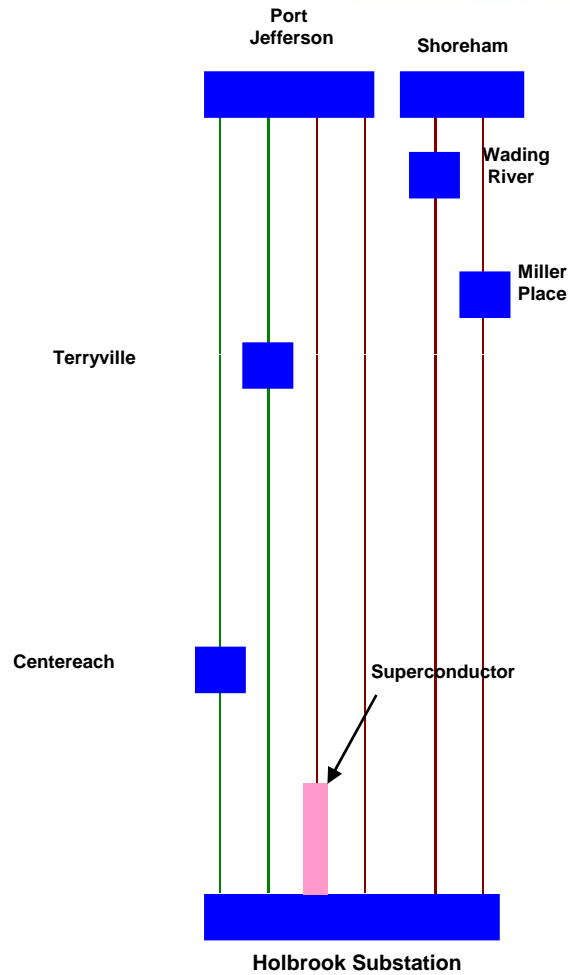 Port
Jefferson
Shoreham
Wading
River
Miller
Place
Terryville
Centereach
Superconductor
Holbrook Substation